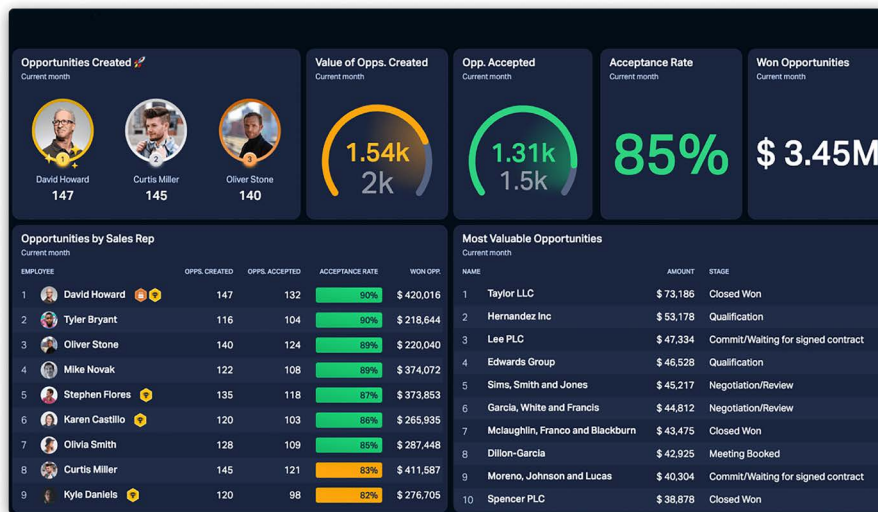 Opportunities Created 🚀
Current month
1
2
3
David Howard
Curtis Miller
Oliver Stone
147
145
140
Value of Opps. Created
Current month
1.54k
2k
Opp. Accepted
Current month
1.31k
1.5k
Acceptance Rate
Current month
85%
Won Opportunities
Current month
$ 3.45M
Opportunities by Sales Rep
Current month
EMPLOYEE OPPS. CREATED OPPS. ACCEPTED ACCEPTANCE RATE WON OPP.
1 David Howard 147 132 90% $ 420,016
2 Tyler Bryant 116 104 90% $ 218,644
3 Oliver Stone 140 124 89% $ 220,040
4 Mike Novak 122 108 89% $ 374,072
5 Stephen Flores 135 118 87% $ 373,853
6 Karen Castillo 120 103 86% $ 265,935
7 Olivia Smith 128 109 85% $ 287,448
8 Curtis Miller 145 121 83% $ 411,587
9 Kyle Daniels 120 98 82% $ 276,705
Most Valuable Opportunities
Current month
NAME AMOUNT STAGE
1 Taylor LLC $ 73,186 Closed Won
2 Hernandez Inc $ 53,178 Qualification
3 Lee PLC $ 47,334 Commit/Waiting for signed contract
4 Edwards Group $ 46,528 Qualification
5 Sims, Smith and Jones $ 45,217 Negotiation/Review
6 Garcia, White and Francis $ 44,812 Negotiation/Review
7 Mclaughlin, Franco and Blackburn $ 43,475 Closed Won
8 Dillon-Garcia $ 42,925 Meeting Booked
9 Moreno, Johnson and Lucas $ 40,304 Commit/Waiting for signed contract
10 Spencer PLC $ 38,878 Closed Won